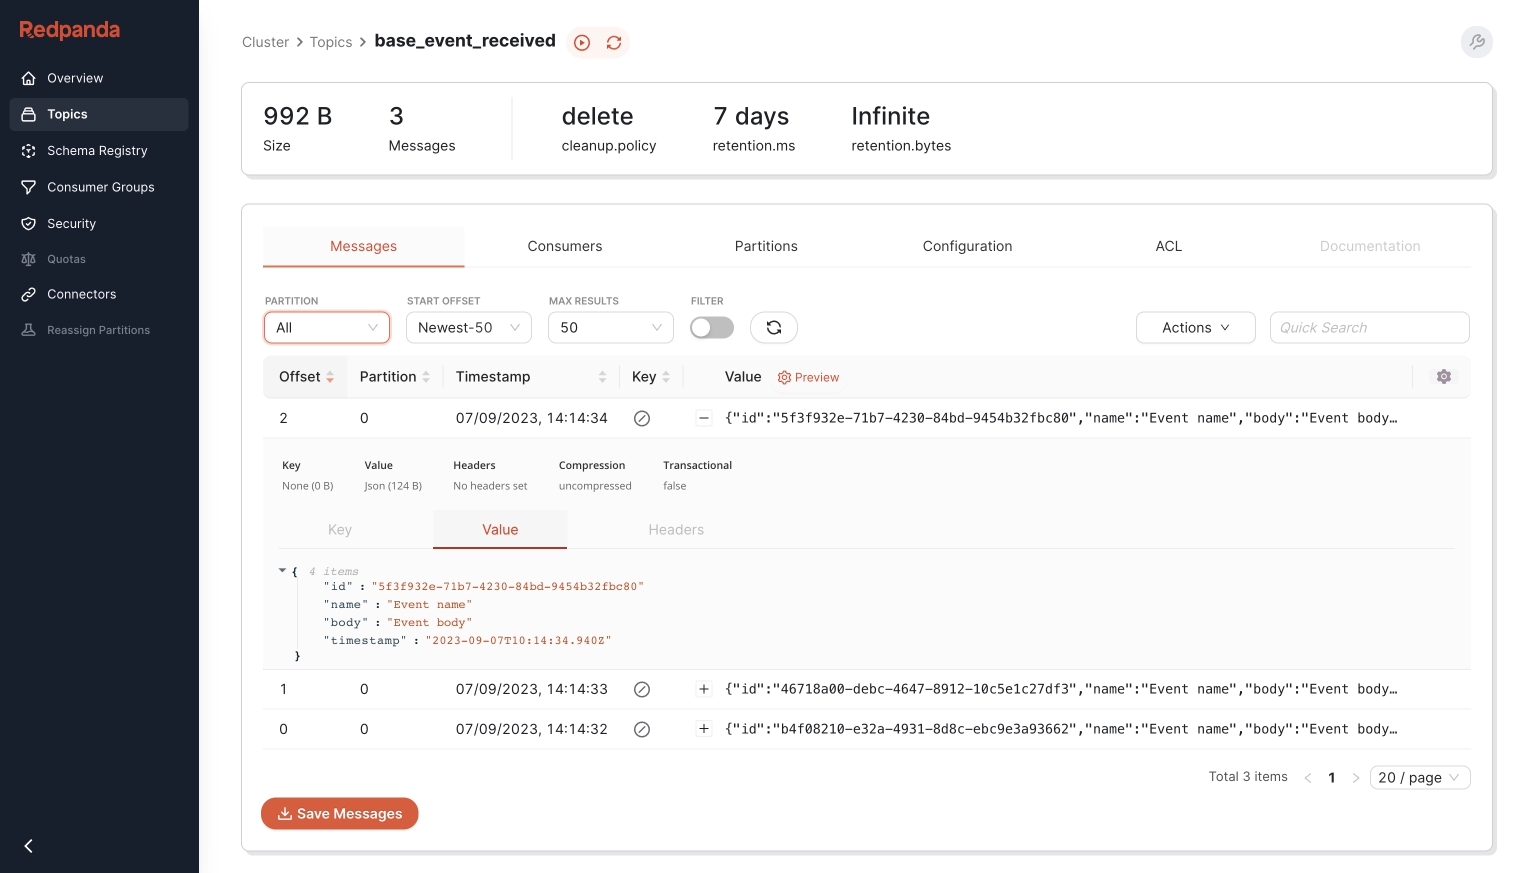 Redpanda
Overview
Topics
Schema Registry
Consumer Groups
Security
Quotas
Connectors
Reassign Partitions
Cluster > Topics > base_event_received
992 B 3 delete 7 days Infinite
Size Messages cleanup.policy retention.ms retention.bytes
Messages Consumers Partitions Configuration ACL Documentation
PARTITION START OFFSET MAX RESULTS FILTER
All Newest-50 50 Actions Quick Search
Offset Partition Timestamp Key Value Preview
2 0 07/09/2023, 14:14:34 {"id":"5f3f932e-71b7-4230-84bd-9454b32fbc80","name":"Event name","body":"Event body…
Key Value Headers Compression Transactional
None (0 B) Json (124 B) No headers set uncompressed false
Key Value Headers
{ 4 items
"id" : "5f3f932e-71b7-4230-84bd-9454b32fbc80"
"name" : "Event name"
"body" : "Event body"
"timestamp" : "2023-09-07T10:14:34.940Z"
}
1 0 07/09/2023, 14:14:33 + {"id":"46718a00-debc-4647-8912-10c5e1c27df3","name":"Event name","body":"Event body…
0 0 07/09/2023, 14:14:32 + {"id":"b4f08210-e32a-4931-8d8c-ebc9e3a93662","name":"Event name","body":"Event body…
Total 3 items < 1 > 20 / page
Save Messages